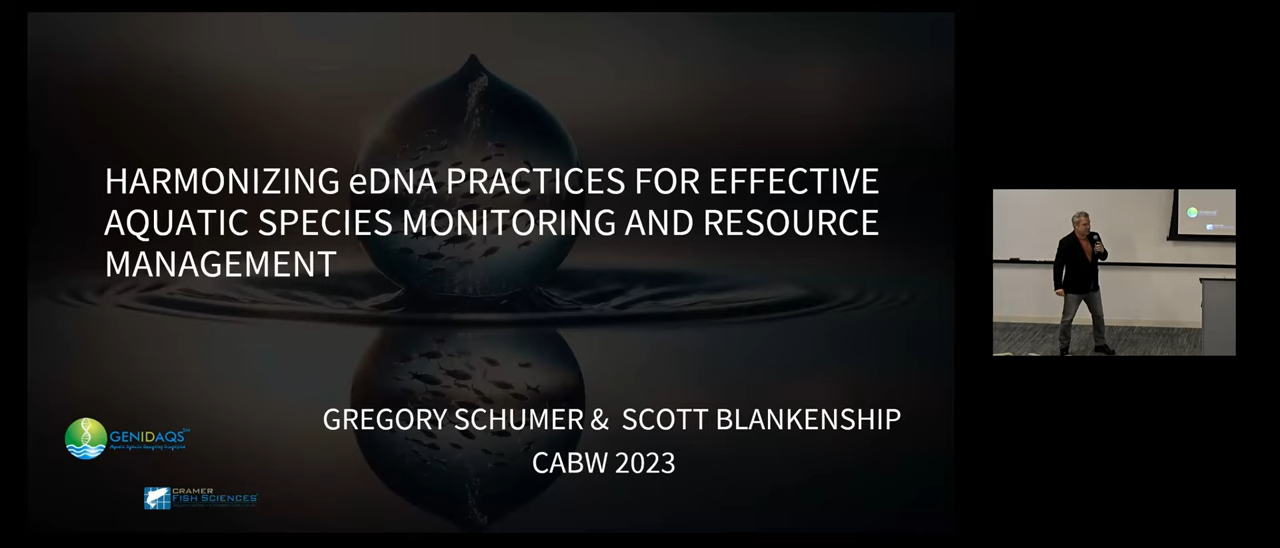 HARMONIZING eDNA PRACTICES FOR EFFECTIVE
AQUATIC SPECIES MONITORING AND RESOURCE
MANAGEMENT
GREGORY SCHUMER & SCOTT BLANKENSHIP
CABW 2023
GENIDAQS
CRAMER
FISH SCIENCES